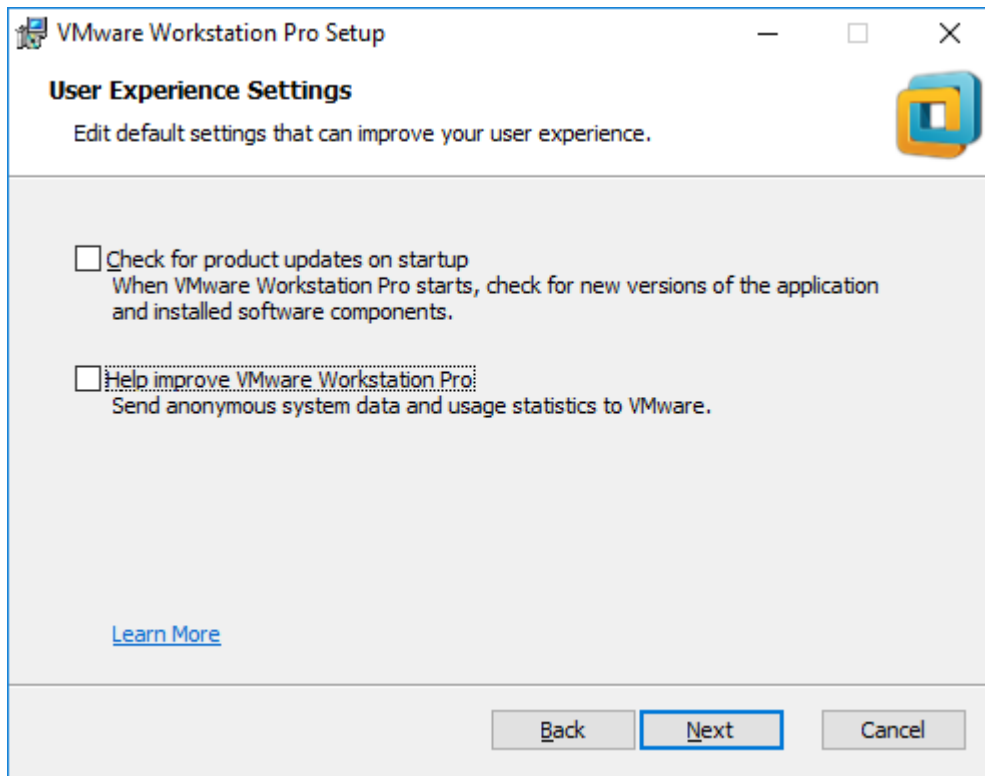 VMware Workstation Pro Setup
User Experience Settings
Edit default settings that can improve your user experience.
Check for product updates on startup
When VMware Workstation Pro starts, check for new versions of the application
and installed software components.
Help improve VMware Workstation Pro
Send anonymous system data and usage statistics to VMware.
Learn More
Back Next Cancel